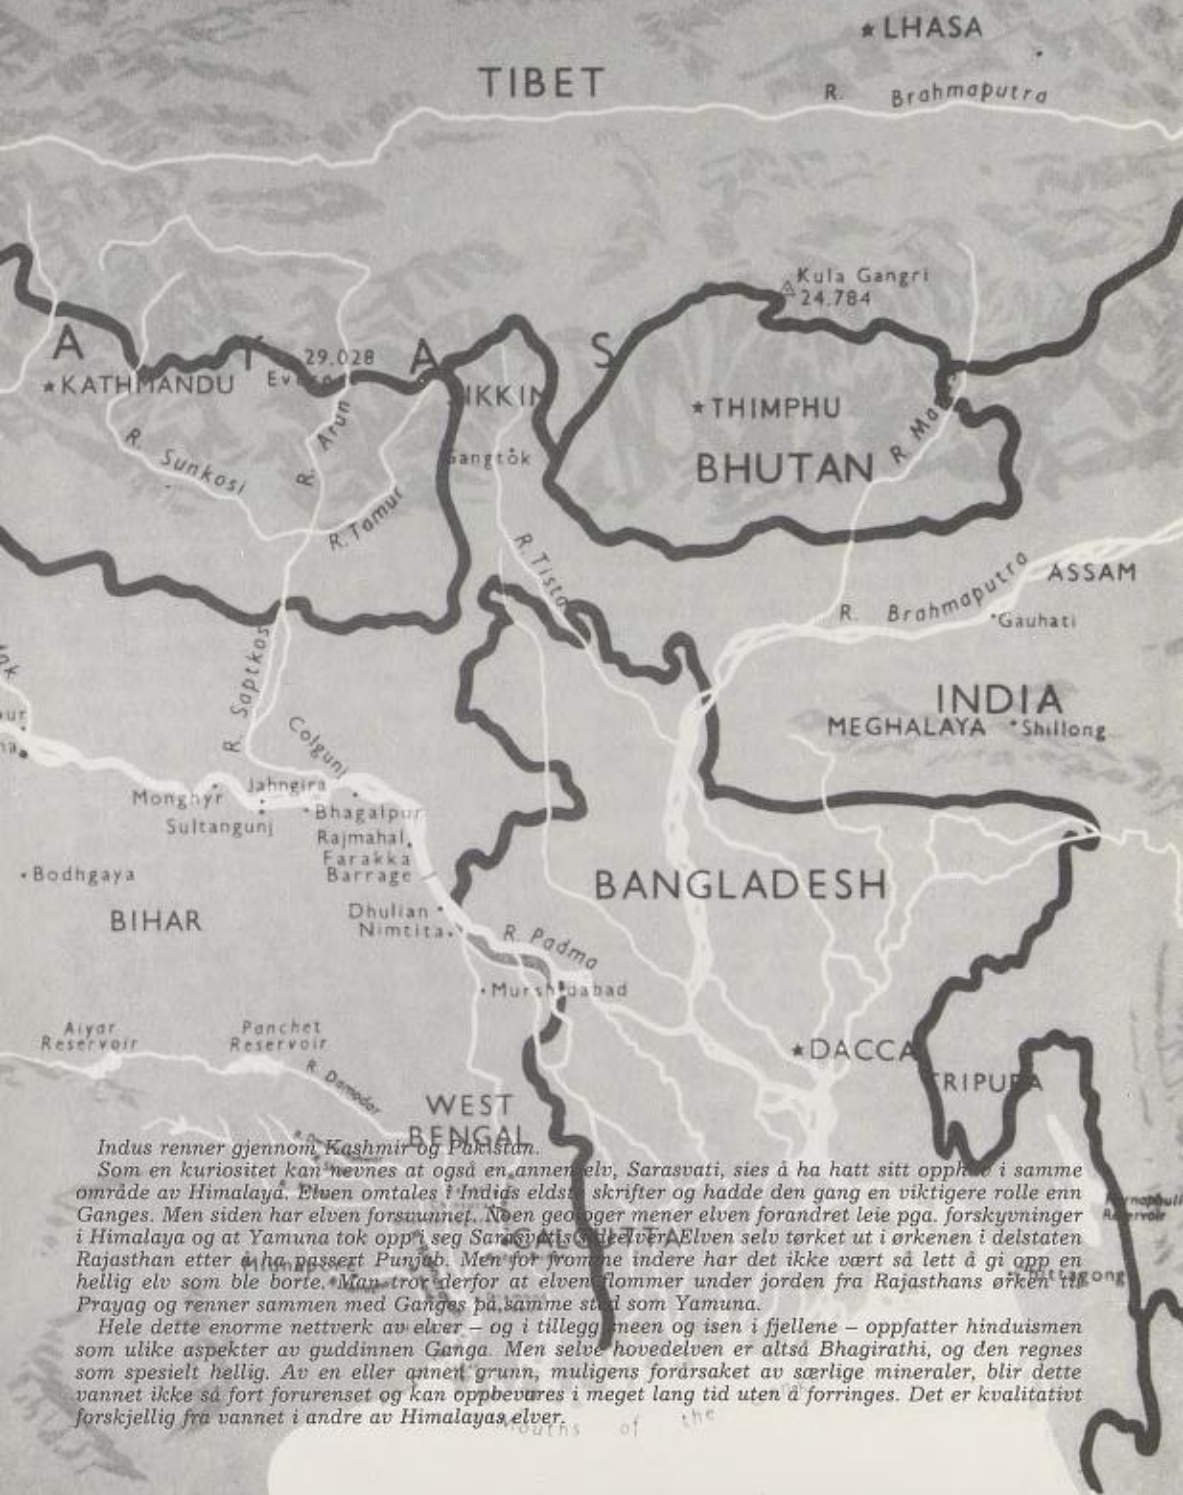 ★LHASA
TIBET
R. Brahmaputra
Kula Gangri
24.784
A Y A S
29.028
★KATHMANDU
★THIMPHU
R. Arun
BHUTAN
R. Sunkosi
Gangtok
R. Tamur
R. Tista
ASSAM
R. Brahmaputra
Gauhati
R. Saptkosi
INDIA
MEGHALAYA Shillong
Colgunj
Jahngira
Monghyr
Bhagalpur
Sultangunj
Rajmahal
Farakka
Barrage
Bodhgaya
BANGLADESH
BIHAR
Dhulian
Nimtita
R. Padma
Murshidabad
Aiyar
Reservoir
Panchet
Reservoir
★DACCA
R. Damodar
TRIPURA
WEST
BENGAL
Indus renner gjennom Kashmir og Pakistan.
Som en kuriositet kan nevnes at også en annen elv, Sarasvati, sies å ha hatt sitt opphav i samme
område av Himalaya. Elven omtales i Indias eldste skrifter og hadde den gang en viktigere rolle enn
Ganges. Men siden har elven forsvunnet. Noen geologer mener elven forandret leie pga. forskyvninger
i Himalaya og at Yamuna tok opp i seg Sarasvatis sideelver. Elven selv tørket ut i ørkenen i delstaten
Rajasthan etter å ha passert Punjab. Men for fromme indere har det ikke vært så lett å gi opp en
hellig elv som ble borte. Man tror derfor at elven flommer under jorden fra Rajasthans ørken til
Prayag og renner sammen med Ganges på samme sted som Yamuna.
Hele dette enorme nettverk av elver – og i tillegg sneen og isen i fjellene – oppfatter hinduismen
som ulike aspekter av guddinnen Ganga. Men selve hovedelven er altså Bhagirathi, og den regnes
som spesielt hellig. Av en eller annen grunn, muligens forårsaket av særlige mineraler, blir dette
vannet ikke så fort forurenset og kan oppbevares i meget lang tid uten å forringes. Det er kvalitativt
forskjellig fra vannet i andre av Himalayas elver.
CALCUTTA
Reservoir
Mouths of the